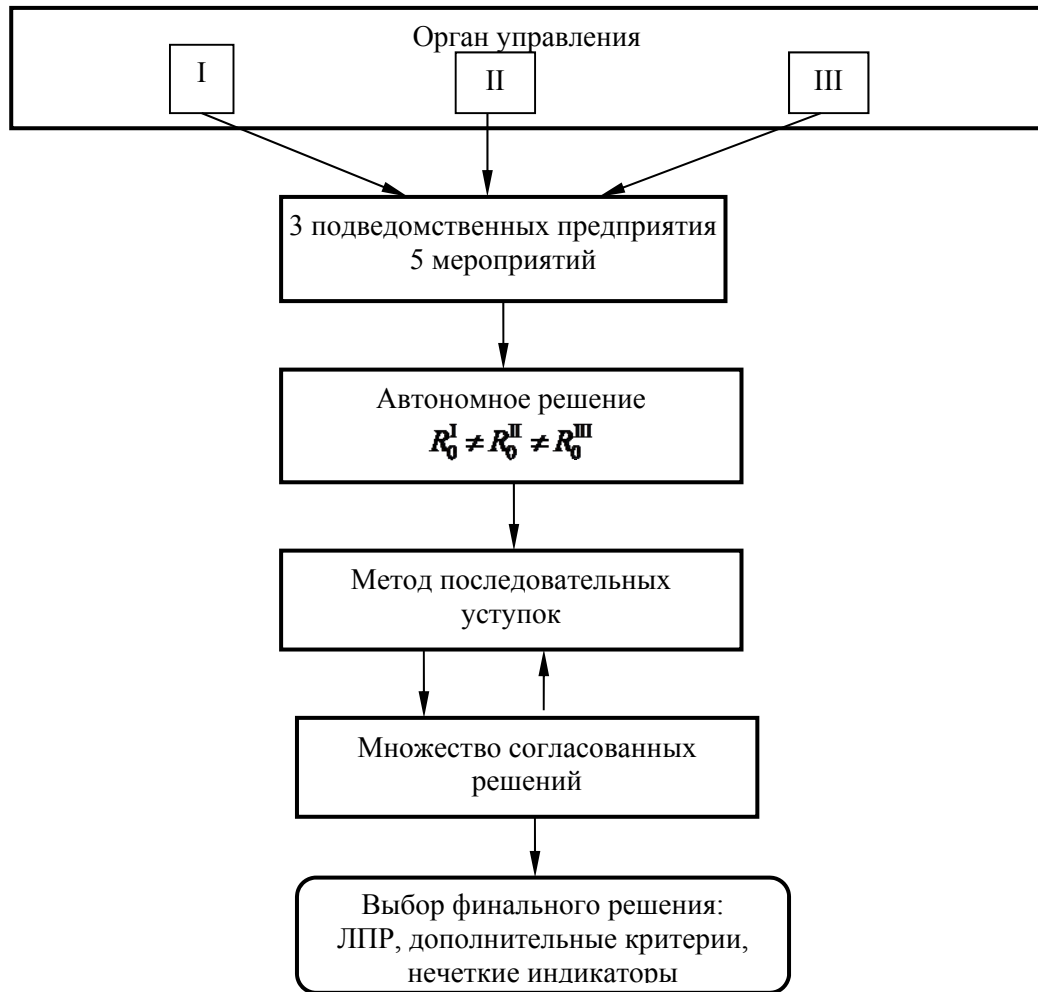 Орган управления
I
II
III
3 подведомственных предприятия
5 мероприятий
Автономное решение
R₀ᴵ ≠ R₀ᴵᴵ ≠ R₀ᴵᴵᴵ
Метод последовательных
уступок
Множество согласованных
решений
Выбор финального решения:
ЛПР, дополнительные критерии,
нечеткие индикаторы